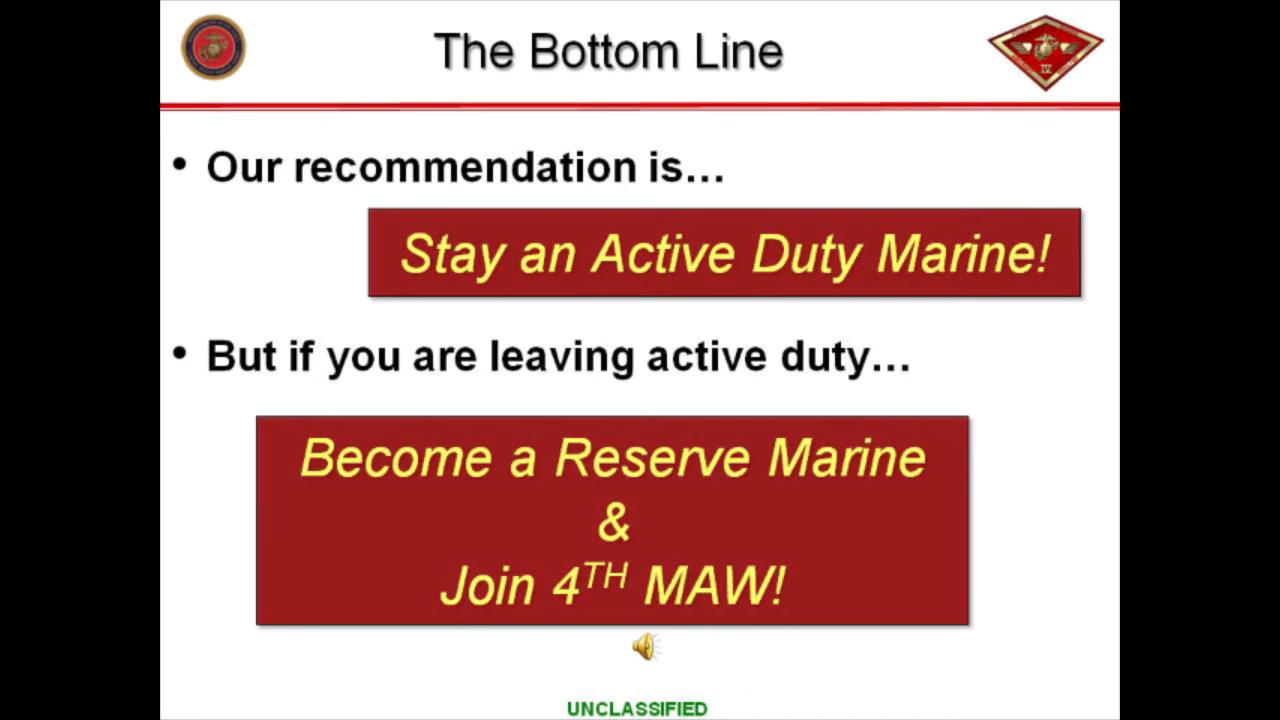 The Bottom Line
IV
• Our recommendation is…
Stay an Active Duty Marine!
• But if you are leaving active duty…
Become a Reserve Marine
&
Join 4TH MAW!
UNCLASSIFIED